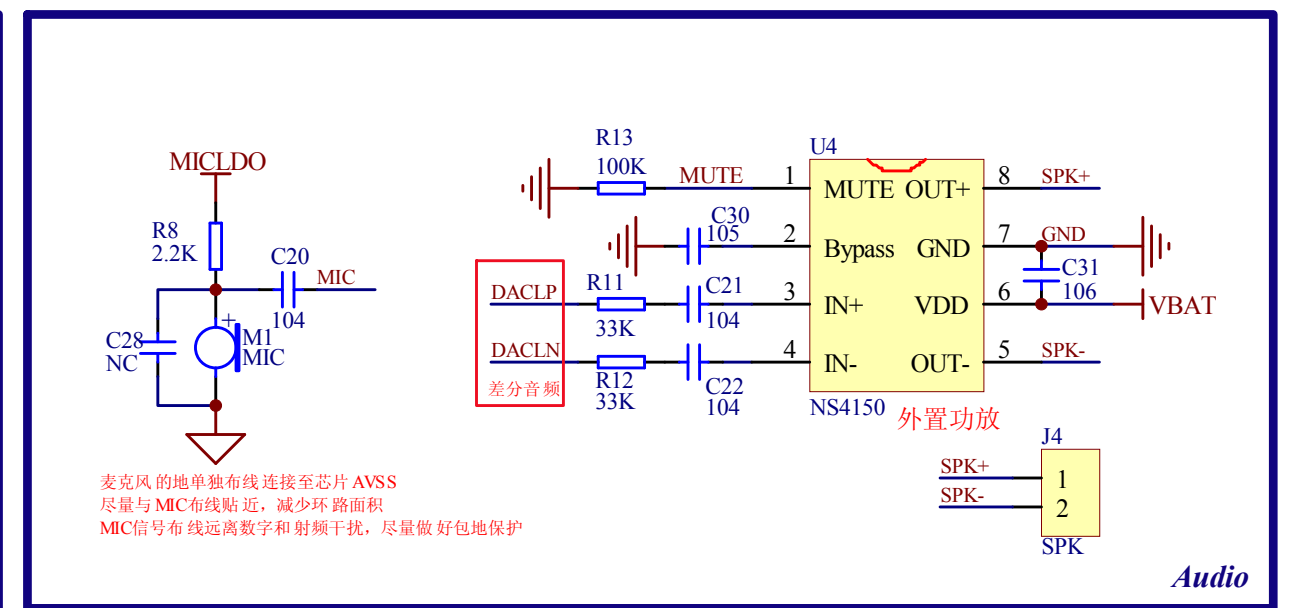 MICLDO
R8
2.2K
C20
MIC
104
C28
NC
+
M1
MIC
麦克风的地单独布线连接至芯片AVSS
尽量与MIC布线贴近，减少环路面积
MIC信号布线远离数字和射频干扰，尽量做好包地保护
R13
100K
MUTE
1
C30
105
2
DACLP
R11
33K
C21
104
3
DACLN
R12
33K
C22
104
4
差分音频
U4
MUTE OUT+
Bypass GND
IN+ VDD
IN- OUT-
NS4150
外置功放
8
SPK+
7
GND
C31
106
6
VBAT
5
SPK-
J4
SPK+
1
SPK-
2
SPK
Audio